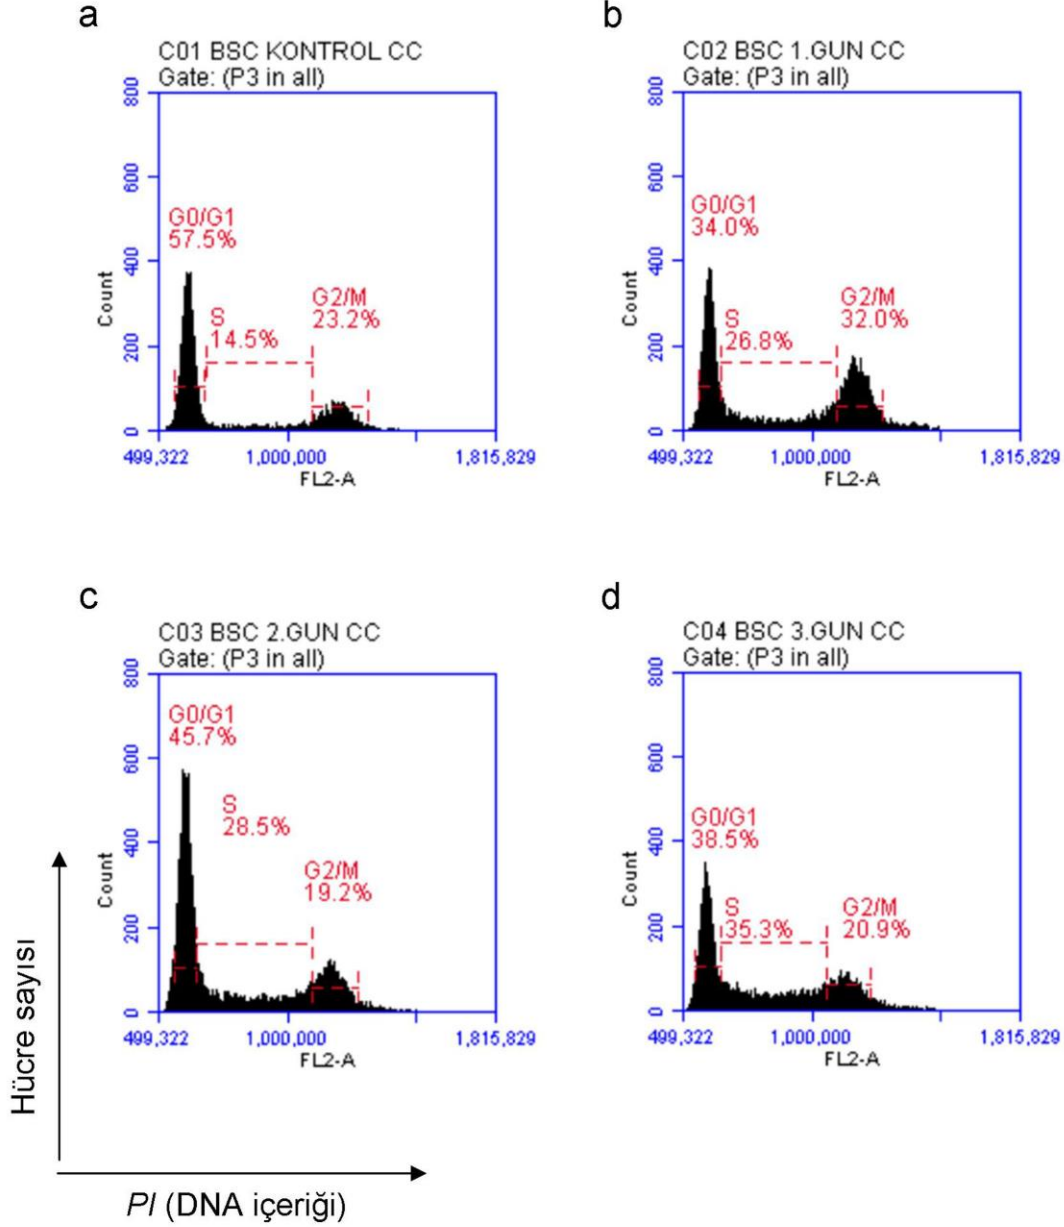 a
C01 BSC KONTROL CC
Gate: (P3 in all)
800
600
400
200
0
Count
G0/G1
57.5%
S
14.5%
G2/M
23.2%
499,322
1,000,000
1,815,829
FL2-A
b
C02 BSC 1.GUN CC
Gate: (P3 in all)
800
600
400
200
0
Count
G0/G1
34.0%
S
26.8%
G2/M
32.0%
499,322
1,000,000
1,815,829
FL2-A
c
C03 BSC 2.GUN CC
Gate: (P3 in all)
800
600
400
200
0
Count
G0/G1
45.7%
S
28.5%
G2/M
19.2%
499,322
1,000,000
1,815,829
FL2-A
d
C04 BSC 3.GUN CC
Gate: (P3 in all)
800
600
400
200
0
Count
G0/G1
38.5%
S
35.3%
G2/M
20.9%
499,322
1,000,000
1,815,829
FL2-A
Hücre sayısı
PI (DNA içeriği)